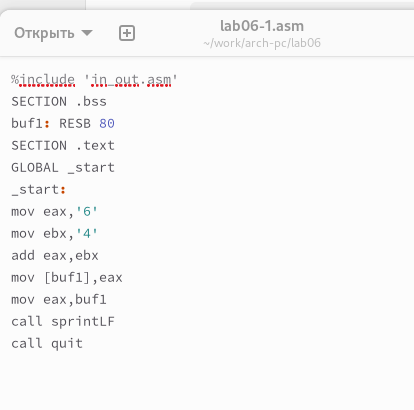 Открыть
lab06-1.asm
~/work/arch-pc/lab06
%include 'in_out.asm'
SECTION .bss
buf1: RESB 80
SECTION .text
GLOBAL _start
_start:
mov eax,'6'
mov ebx,'4'
add eax,ebx
mov [buf1],eax
mov eax,buf1
call sprintLF
call quit